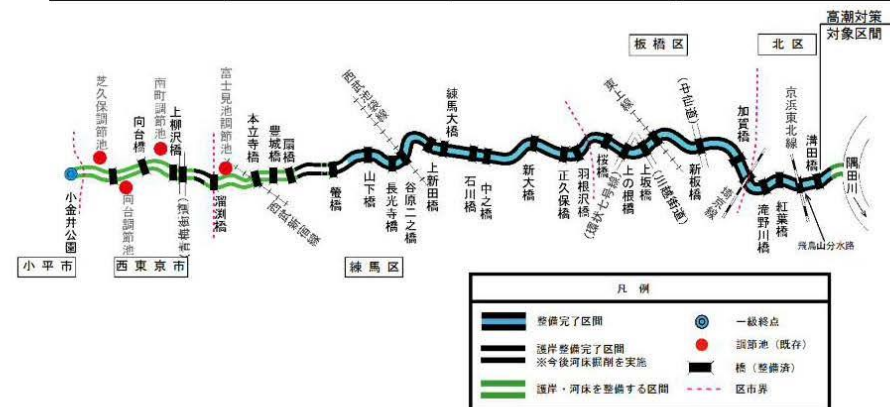 高潮対策
対象区間
板橋区
北区
芝久保調節池
向台橋
南町調節池
上柳沢橋
富士見池調節池
本立寺橋
豊城橋
扇橋
西武池袋線
練馬大橋
東上線
(中山道)
加賀橋
京浜東北線
溝田橋
隅田川
小金井公園
向台調節池
溜渕橋
西武新宿線
螢橋
山下橋
長光寺橋
谷原二之橋
上新田橋
石川橋
中之橋
新大橋
正久保橋
羽根沢橋
(環状七号線)
桜橋
上の根橋
上坂橋
(川越街道)
新板橋
埼京線
滝野川橋
紅葉橋
飛鳥山分水路
小平市
西東京市
練馬区
凡例
整備完了区間
護岸整備完了区間
※今後河床掘削を実施
護岸・河床を整備する区間
一級終点
調節池(既存)
橋(整備済)
区市界